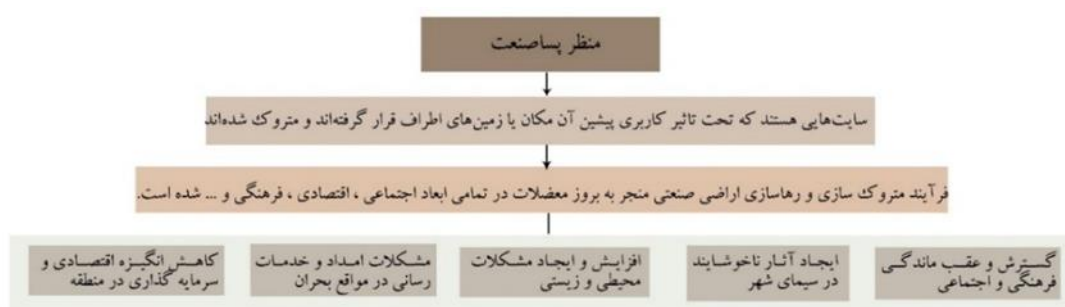 منظر پساصنعت
سایت‌هایی هستند که تحت تاثیر کاربری پیشین آن مکان یا زمین‌های اطراف قرار گرفته‌اند و متروک شده‌اند
فرآیند متروک سازی و رهاسازی اراضی صنعتی منجر به بروز معضلات در تمامی ابعاد اجتماعی ، اقتصادی ، فرهنگی و ... شده است.
گسترش و عقب ماندگی
فرهنگی و اجتماعی
ایجاد آثار ناخوشایند
در سیمای شهر
افزایش و ایجاد مشکلات
محیطی و زیستی
مشکلات امداد و خدمات
رسانی در مواقع بحران
کاهش انگیزه اقتصادی و
سرمایه گذاری در منطقه